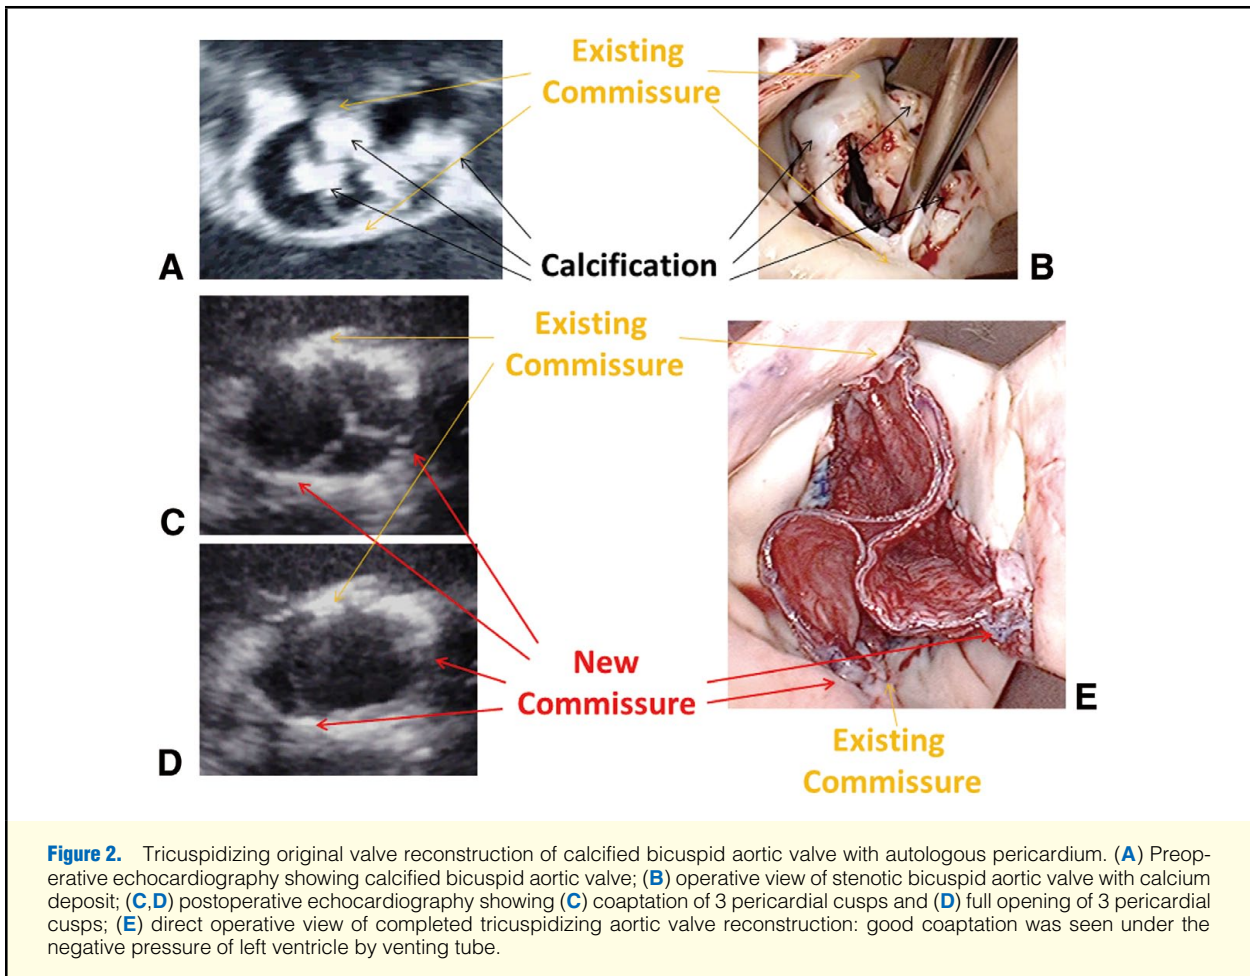 Existing
Commissure
A
B
Calcification
Existing
Commissure
C
New
Commissure
D
E
Existing
Commissure
Figure 2. Tricuspidizing original valve reconstruction of calcified bicuspid aortic valve with autologous pericardium. (A) Preop-
erative echocardiography showing calcified bicuspid aortic valve; (B) operative view of stenotic bicuspid aortic valve with calcium
deposit; (C,D) postoperative echocardiography showing (C) coaptation of 3 pericardial cusps and (D) full opening of 3 pericardial
cusps; (E) direct operative view of completed tricuspidizing aortic valve reconstruction: good coaptation was seen under the
negative pressure of left ventricle by venting tube.